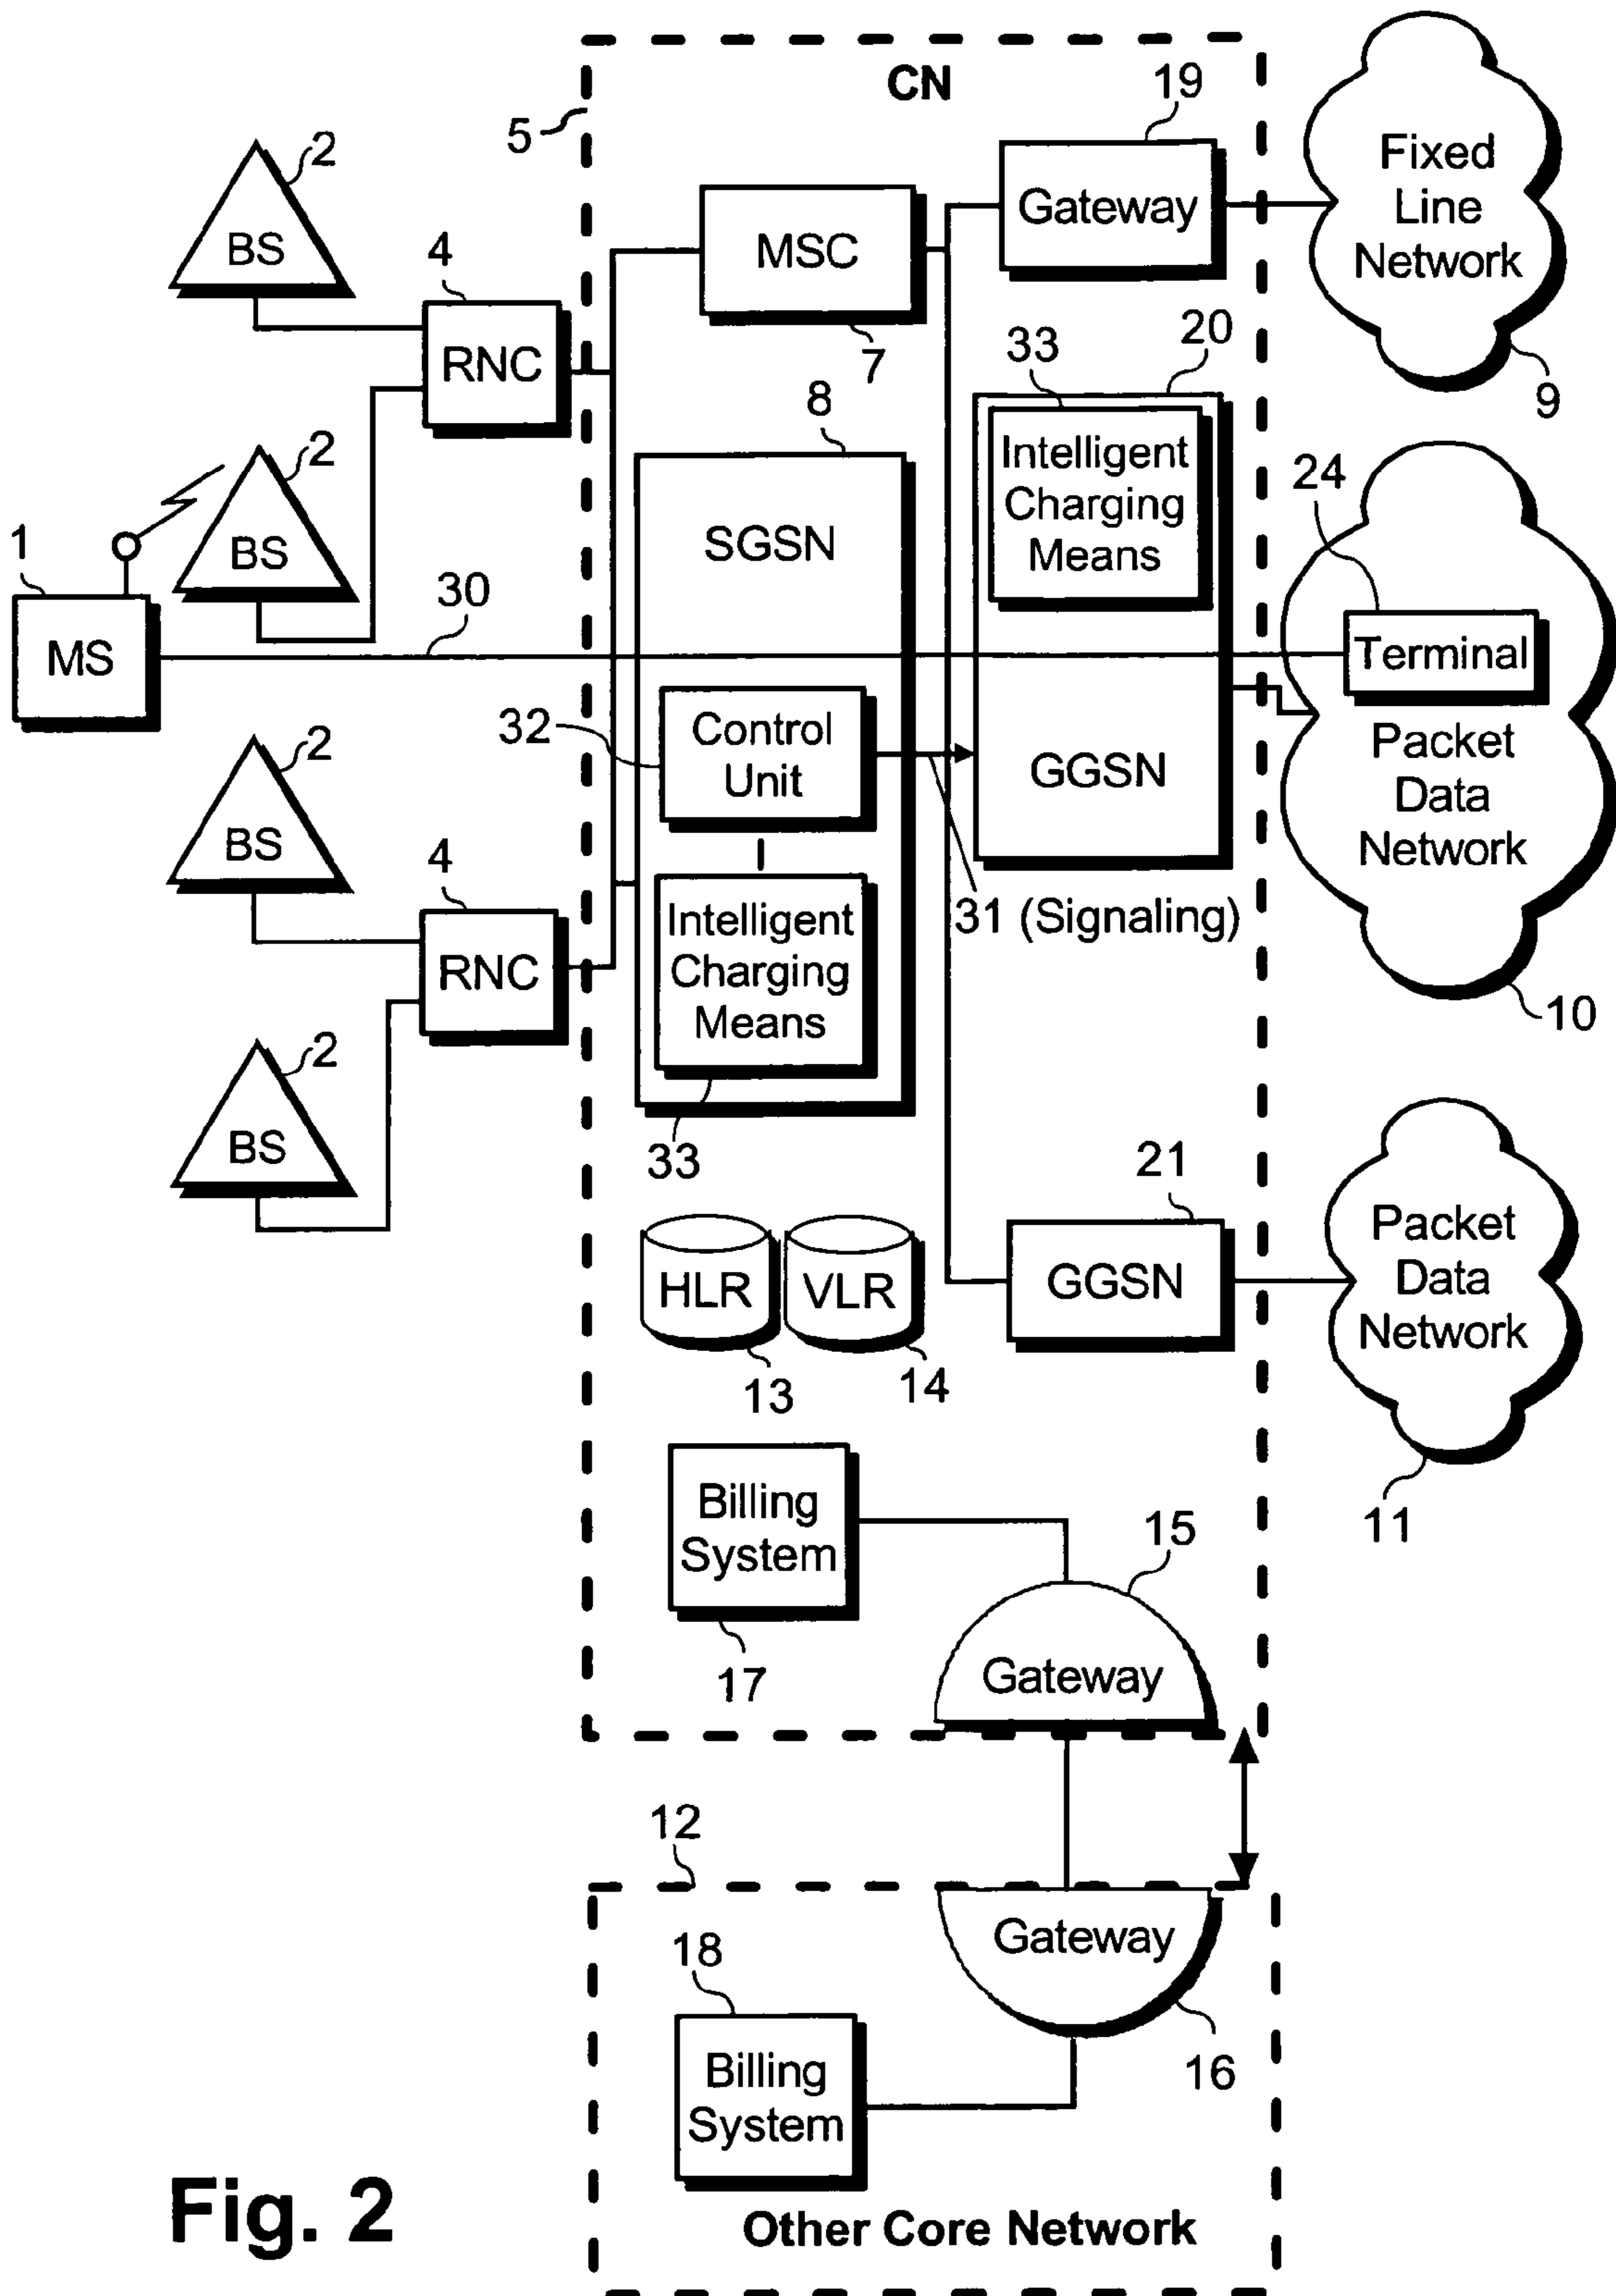 CN
19
5
2
BS
4
RNC
MSC
7
Gateway
Fixed
Line
Network
9
2
BS
1
MS
30
8
SGSN
33
20
Intelligent
Charging
Means
24
Terminal
Packet
Data
Network
10
32
Control
Unit
GGSN
31 (Signaling)
2
BS
4
RNC
Intelligent
Charging
Means
33
2
BS
HLR
13
VLR
14
21
GGSN
Packet
Data
Network
11
Billing
System
17
15
Gateway
12
Gateway
16
18
Billing
System
Other Core Network
Fig. 2